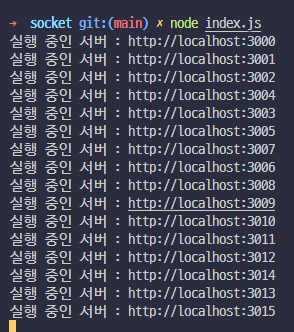 → socket git:(main) ✗ node index.js
실행 중인 서버 : http://localhost:3000
실행 중인 서버 : http://localhost:3001
실행 중인 서버 : http://localhost:3002
실행 중인 서버 : http://localhost:3004
실행 중인 서버 : http://localhost:3003
실행 중인 서버 : http://localhost:3005
실행 중인 서버 : http://localhost:3007
실행 중인 서버 : http://localhost:3006
실행 중인 서버 : http://localhost:3008
실행 중인 서버 : http://localhost:3009
실행 중인 서버 : http://localhost:3010
실행 중인 서버 : http://localhost:3011
실행 중인 서버 : http://localhost:3012
실행 중인 서버 : http://localhost:3014
실행 중인 서버 : http://localhost:3013
실행 중인 서버 : http://localhost:3015